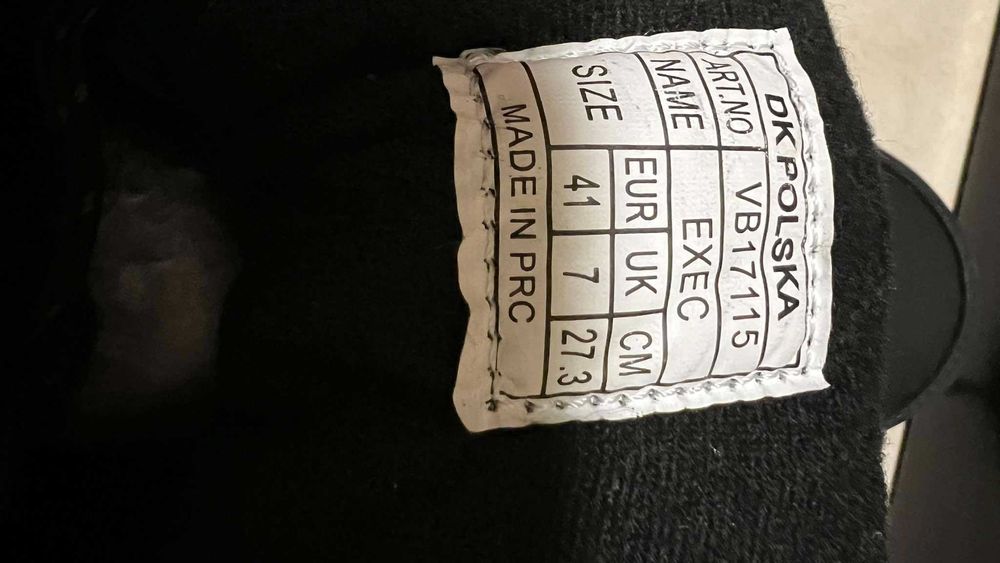 DK POLSKA
ART.NO VB17115
NAME EXEC
SIZE EUR UK CM
41 7 27.3
MADE IN PRC